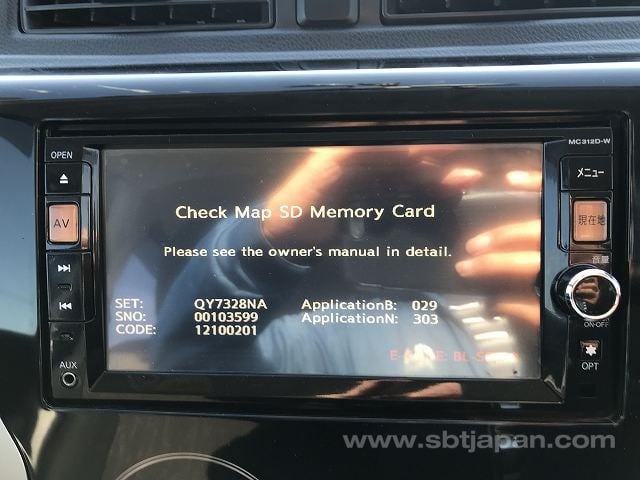 OPEN
MC312D-W
メニュー
AV
現在地
Check Map SD Memory Card
Please see the owner's manual in detail.
音量
SET: QY7328NA ApplicationB: 029
SNO: 00103599 ApplicationN: 303
CODE: 12100201
ON-OFF
AUX
OPT
www.sbtjapan.com